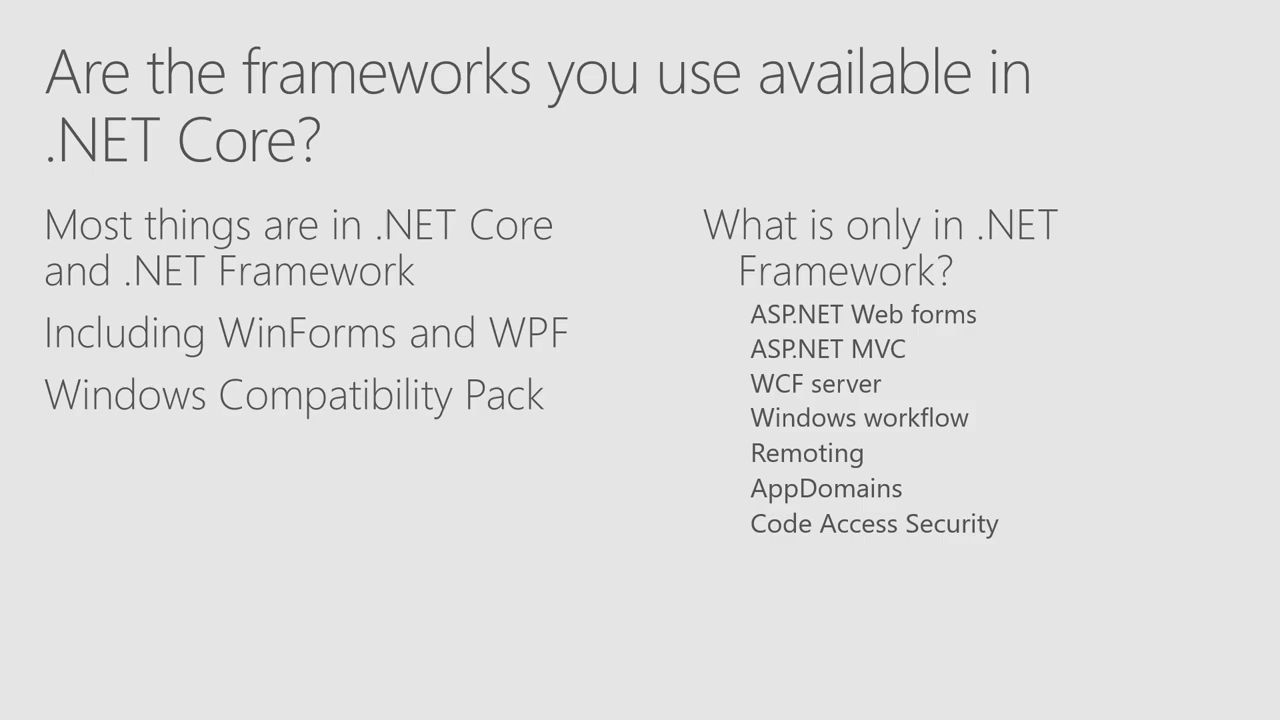 Are the frameworks you use available in
.NET Core?
Most things are in .NET Core
and .NET Framework
Including WinForms and WPF
Windows Compatibility Pack
What is only in .NET
Framework?
ASP.NET Web forms
ASP.NET MVC
WCF server
Windows workflow
Remoting
AppDomains
Code Access Security